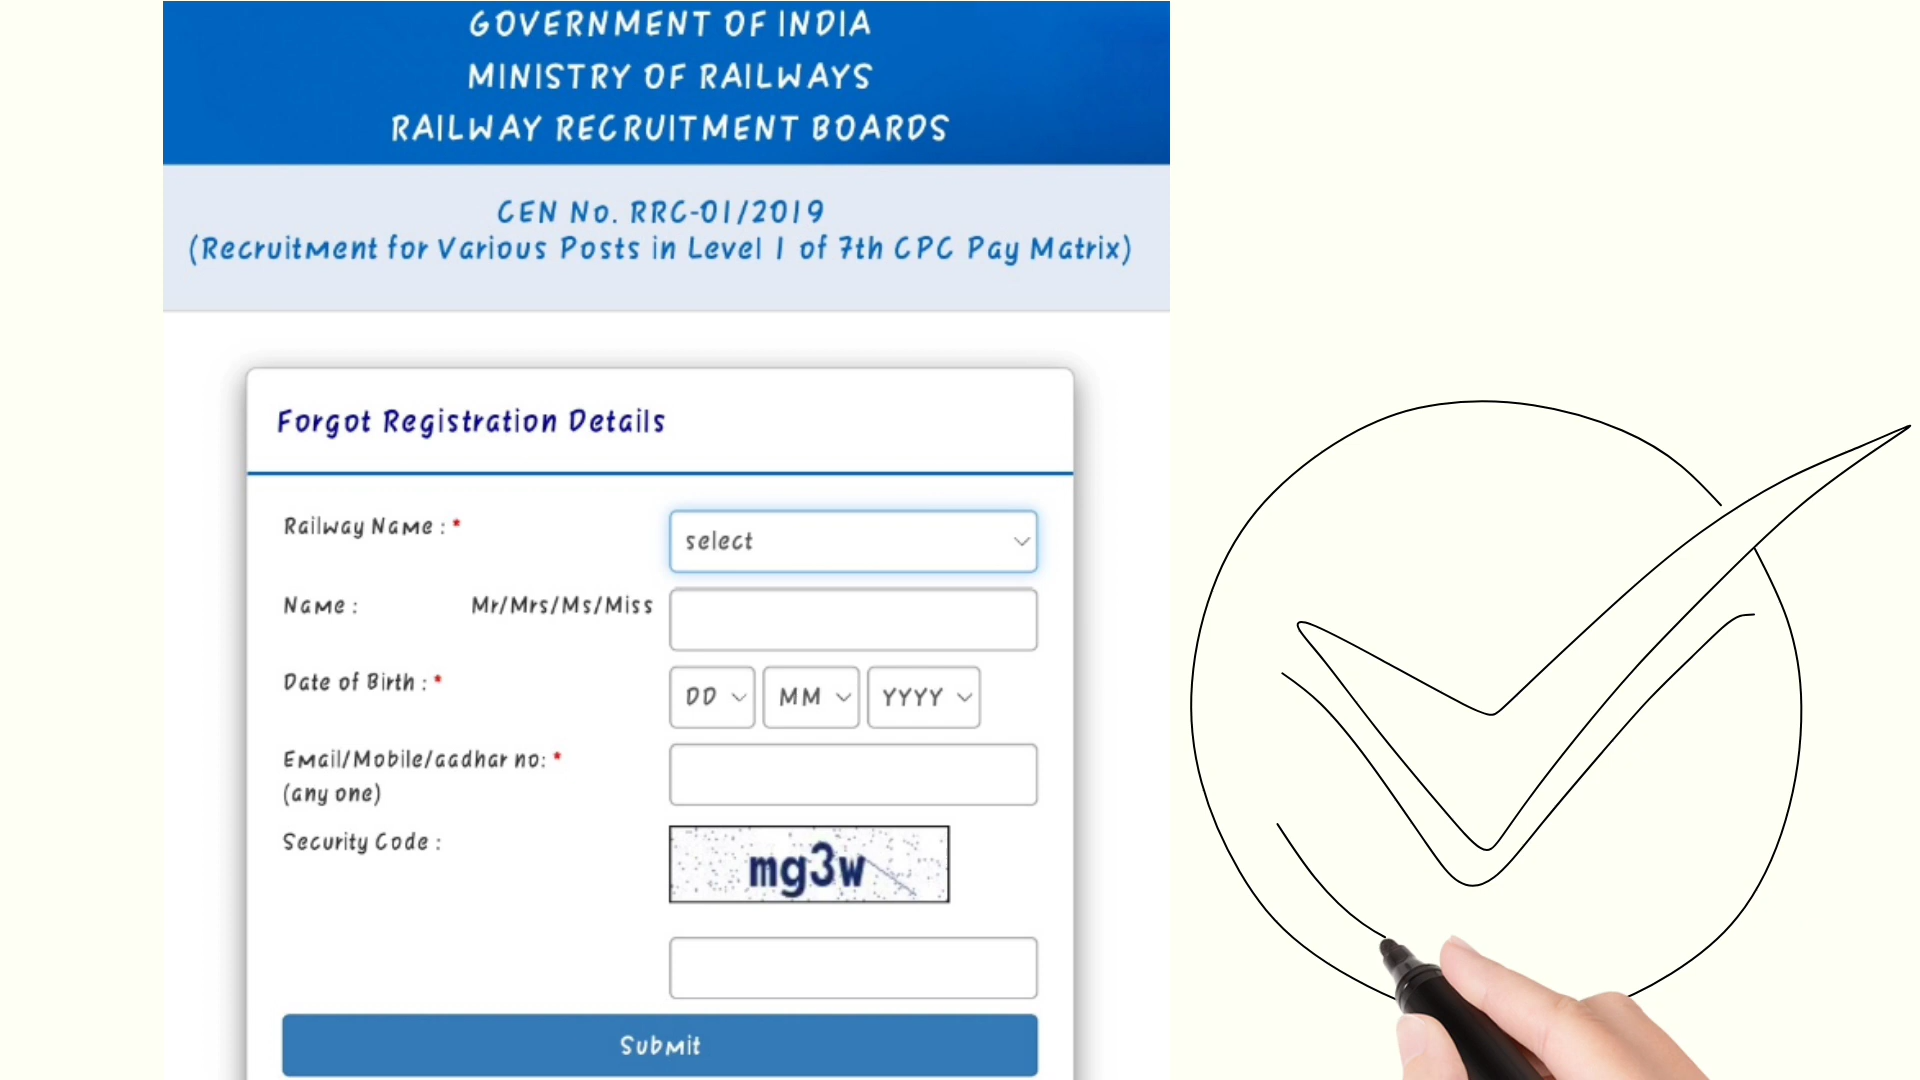 GOVERNMENT OF INDIA
MINISTRY OF RAILWAYS
RAILWAY RECRUITMENT BOARDS
CEN No. RRC-01/2019
(Recruitment for Various Posts in Level 1 of 7th CPC Pay Matrix)
Forgot Registration Details
Railway Name : *
select
Name :
Mr/Mrs/Ms/Miss
Date of Birth : *
DD
MM
YYYY
Email/Mobile/aadhar no: *
(any one)
Security Code :
mg3w
Submit